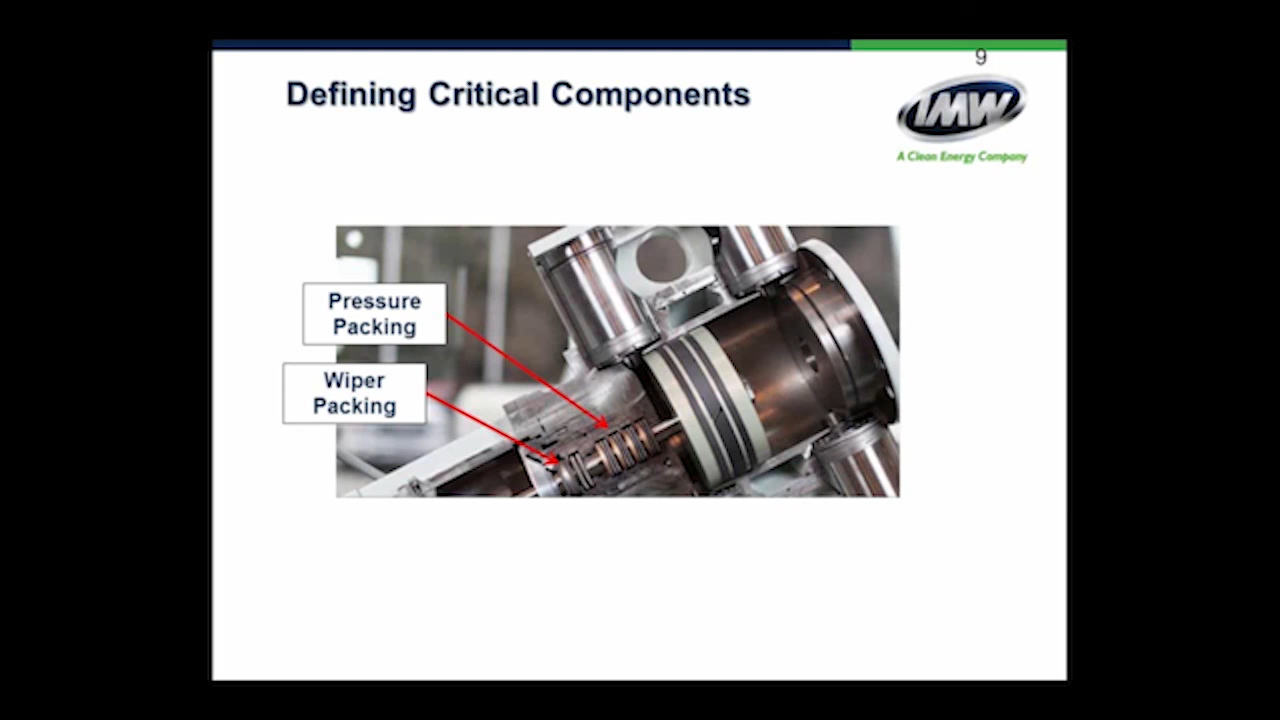 9
Defining Critical Components
IMW
A Clean Energy Company
Pressure
Packing
Wiper
Packing